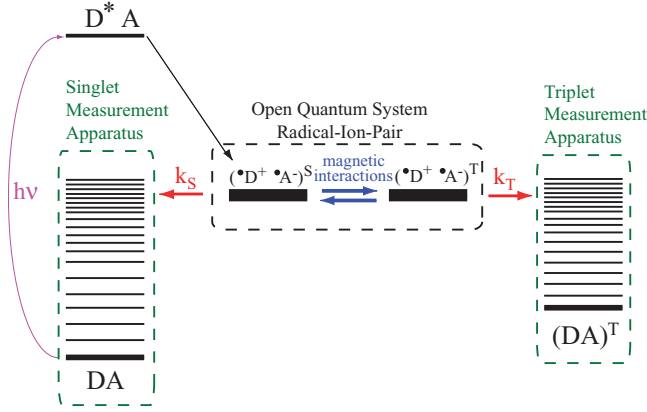 D* A
Singlet
Measurement
Apparatus
Open Quantum System
Radical-Ion-Pair
Triplet
Measurement
Apparatus
(•D⁺ •A⁻)ˢ
magnetic
interactions
(•D⁺ •A⁻)ᵀ
kS
kT
hν
DA
(DA)ᵀ